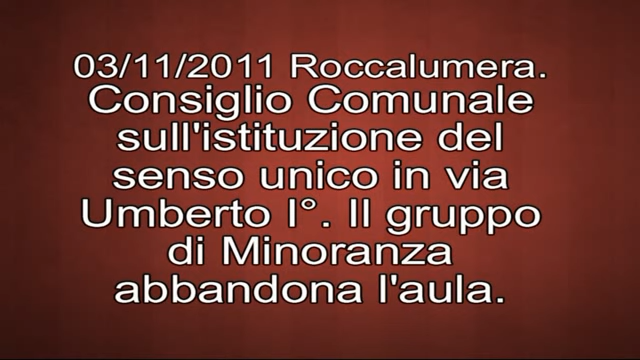 03/11/2011 Roccalumera.
Consiglio Comunale
sull'istituzione del
senso unico in via
Umberto I°. Il gruppo
di Minoranza
abbandona l'aula.